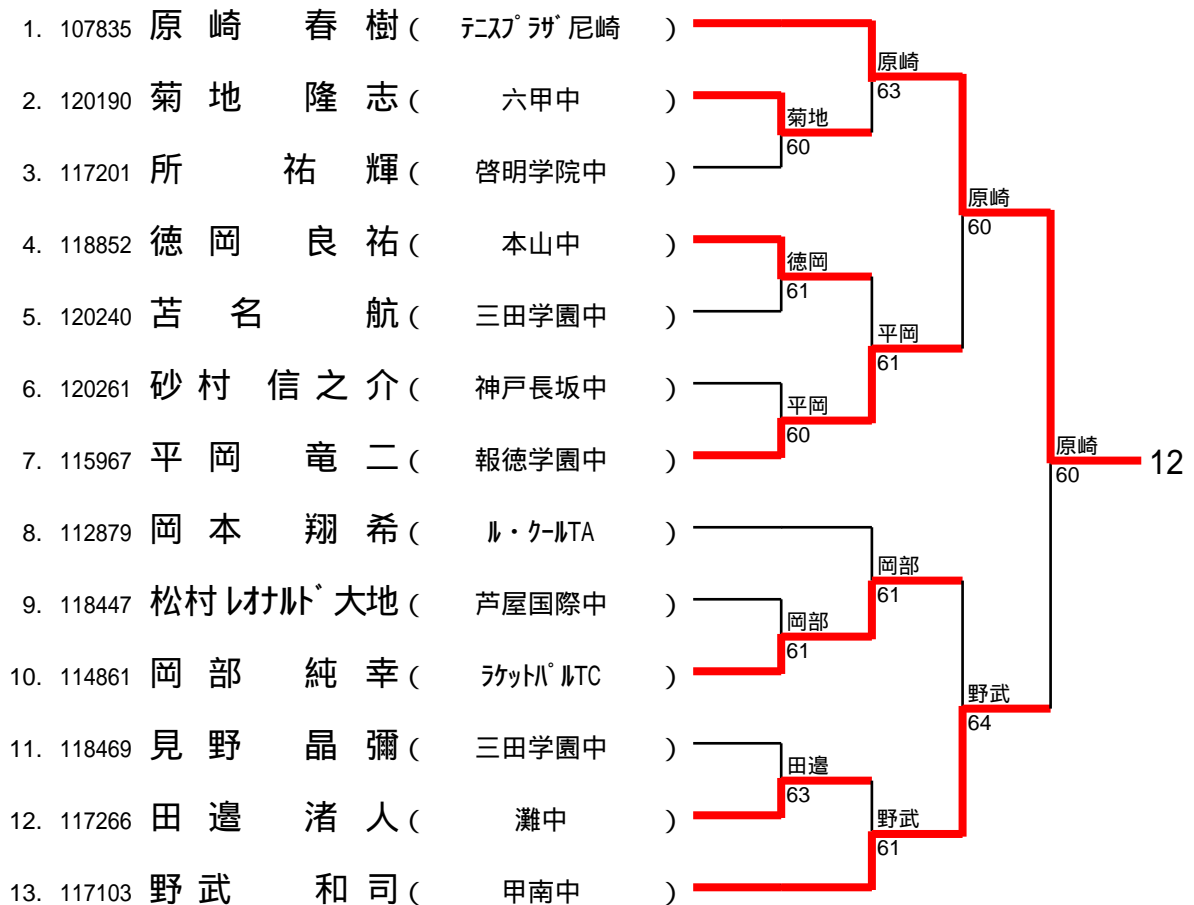 1. 107835 原崎 春樹 ( テニスプラザ尼崎 )
原崎
63
2. 120190 菊地 隆志 ( 六甲中 )
菊地
60
3. 117201 所 祐輝 ( 啓明学院中 )
原崎
60
4. 118852 徳岡 良祐 ( 本山中 )
徳岡
61
5. 120240 苫名 航 ( 三田学園中 )
平岡
61
6. 120261 砂村 信之介 ( 神戸長坂中 )
平岡
60
7. 115967 平岡 竜二 ( 報徳学園中 )
原崎
60
12
8. 112879 岡本 翔希 ( ル・クールTA )
岡部
61
9. 118447 松村レオナルド大地 ( 芦屋国際中 )
岡部
61
10. 114861 岡部 純幸 ( ラケットパルTC )
野武
64
11. 118469 見野 晶彌 ( 三田学園中 )
田邉
63
12. 117266 田邉 渚人 ( 灘中 )
野武
61
13. 117103 野武 和司 ( 甲南中 )